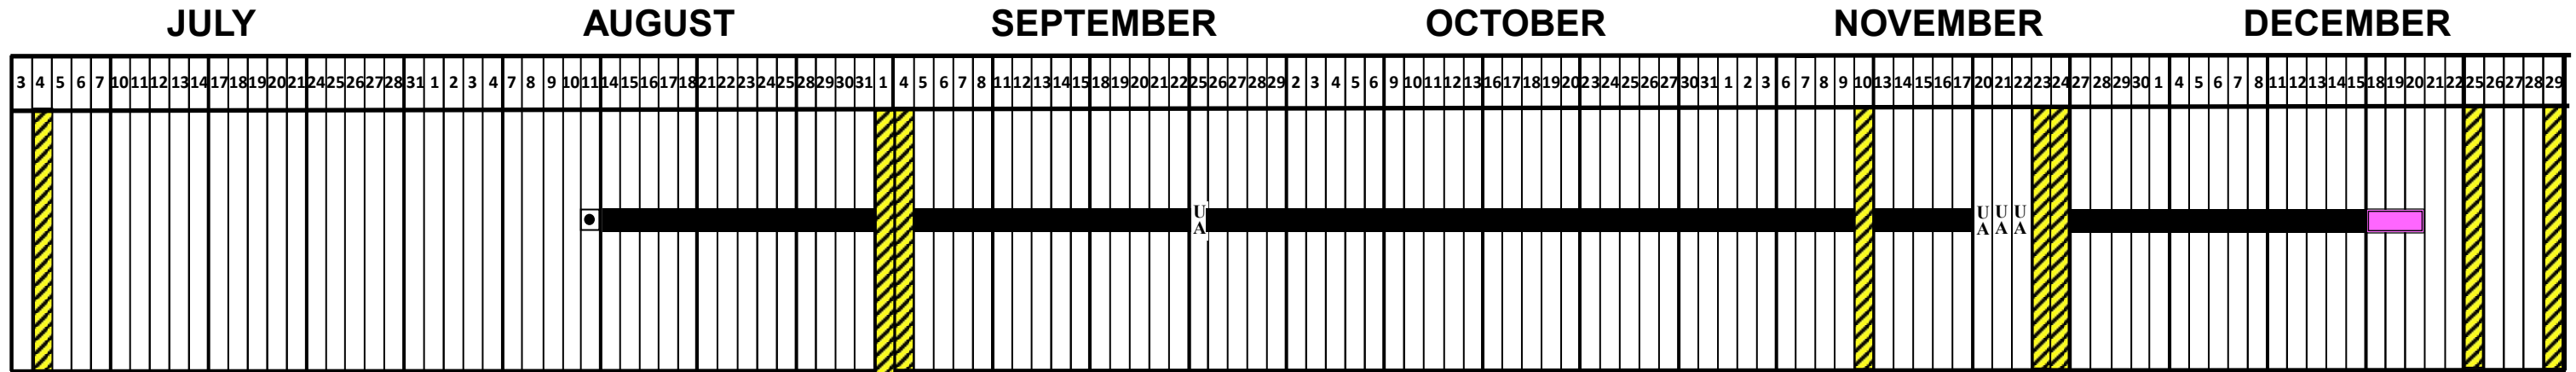 JULY AUGUST SEPTEMBER OCTOBER NOVEMBER DECEMBER
3 4 5 6 7 10 11 12 13 14 17 18 19 20 21 24 25 26 27 28 31 1 2 3 4 7 8 9 10 11 14 15 16 17 18 21 22 23 24 25 28 29 30 31 1 4 5 6 7 8 11 12 13 14 15 18 19 20 21 22 25 26 27 28 29 2 3 4 5 6 9 10 11 12 13 16 17 18 19 20 23 24 25 26 27 30 31 1 2 3 6 7 8 9 10 13 14 15 16 17 20 21 22 23 24 27 28 29 30 1 4 5 6 7 8 11 12 13 14 15 18 19 20 21 22 25 26 27 28 29
U U U U
A A A A